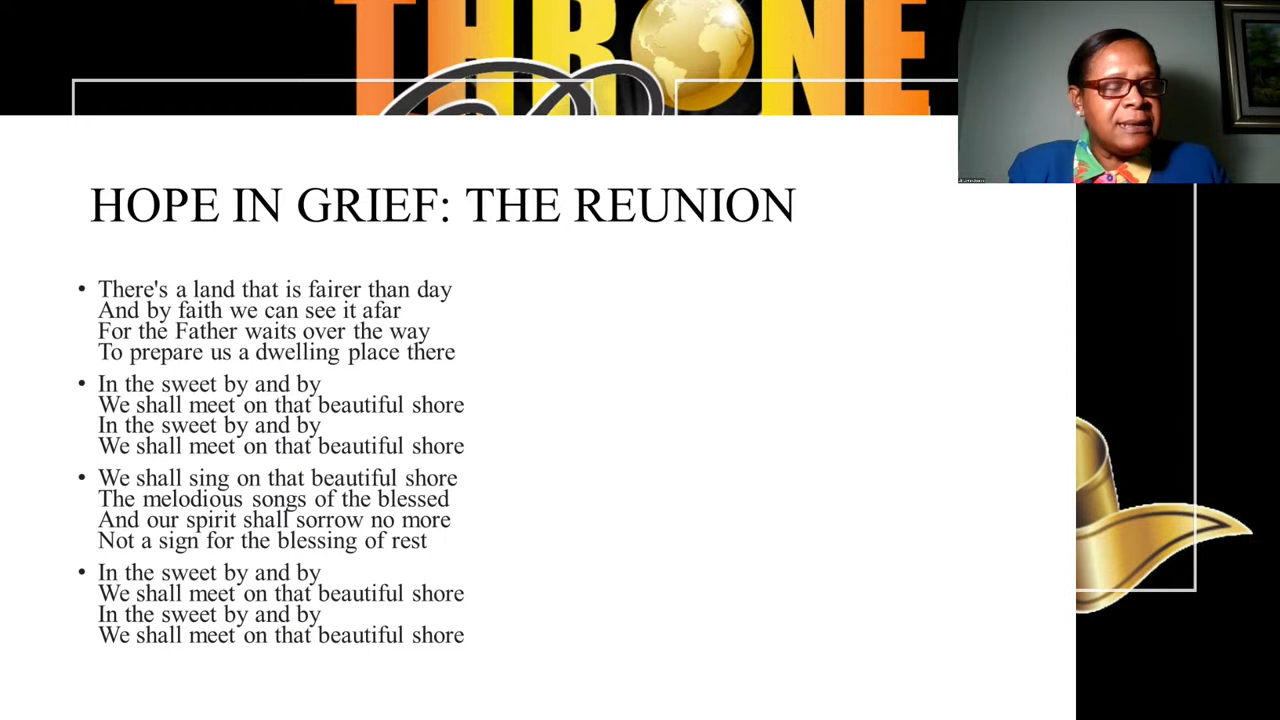 THRONE
HOPE IN GRIEF: THE REUNION
• There's a land that is fairer than day
And by faith we can see it afar
For the Father waits over the way
To prepare us a dwelling place there
• In the sweet by and by
We shall meet on that beautiful shore
In the sweet by and by
We shall meet on that beautiful shore
• We shall sing on that beautiful shore
The melodious songs of the blessed
And our spirit shall sorrow no more
Not a sign for the blessing of rest
• In the sweet by and by
We shall meet on that beautiful shore
In the sweet by and by
We shall meet on that beautiful shore